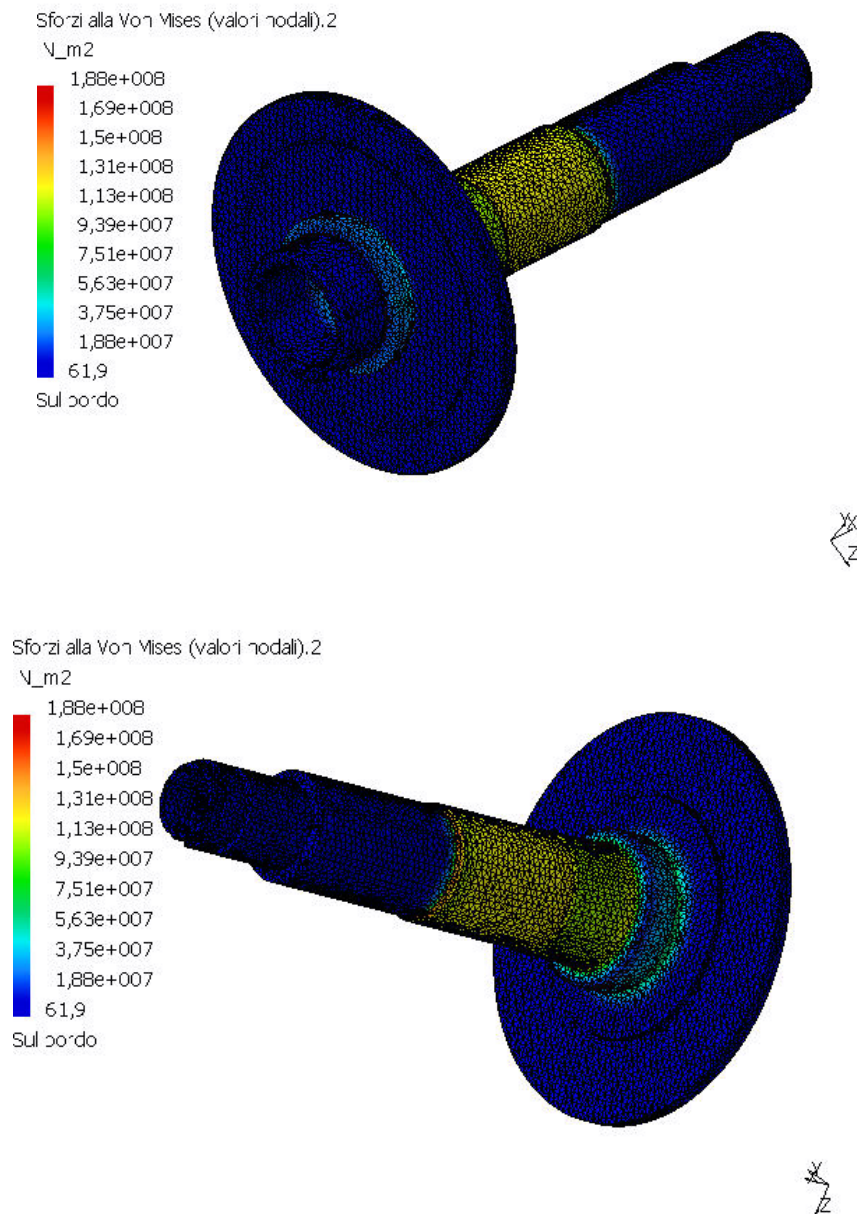 Sforzi alla Von Mises (valori nodali).2
N_m2
1,88e+008
1,69e+008
1,5e+008
1,31e+008
1,13e+008
9,39e+007
7,51e+007
5,63e+007
3,75e+007
1,88e+007
61,9
Sul bordo
Z
Sforzi alla Von Mises (valori nodali).2
N_m2
1,88e+008
1,69e+008
1,5e+008
1,31e+008
1,13e+008
9,39e+007
7,51e+007
5,63e+007
3,75e+007
1,88e+007
61,9
Sul bordo
Z